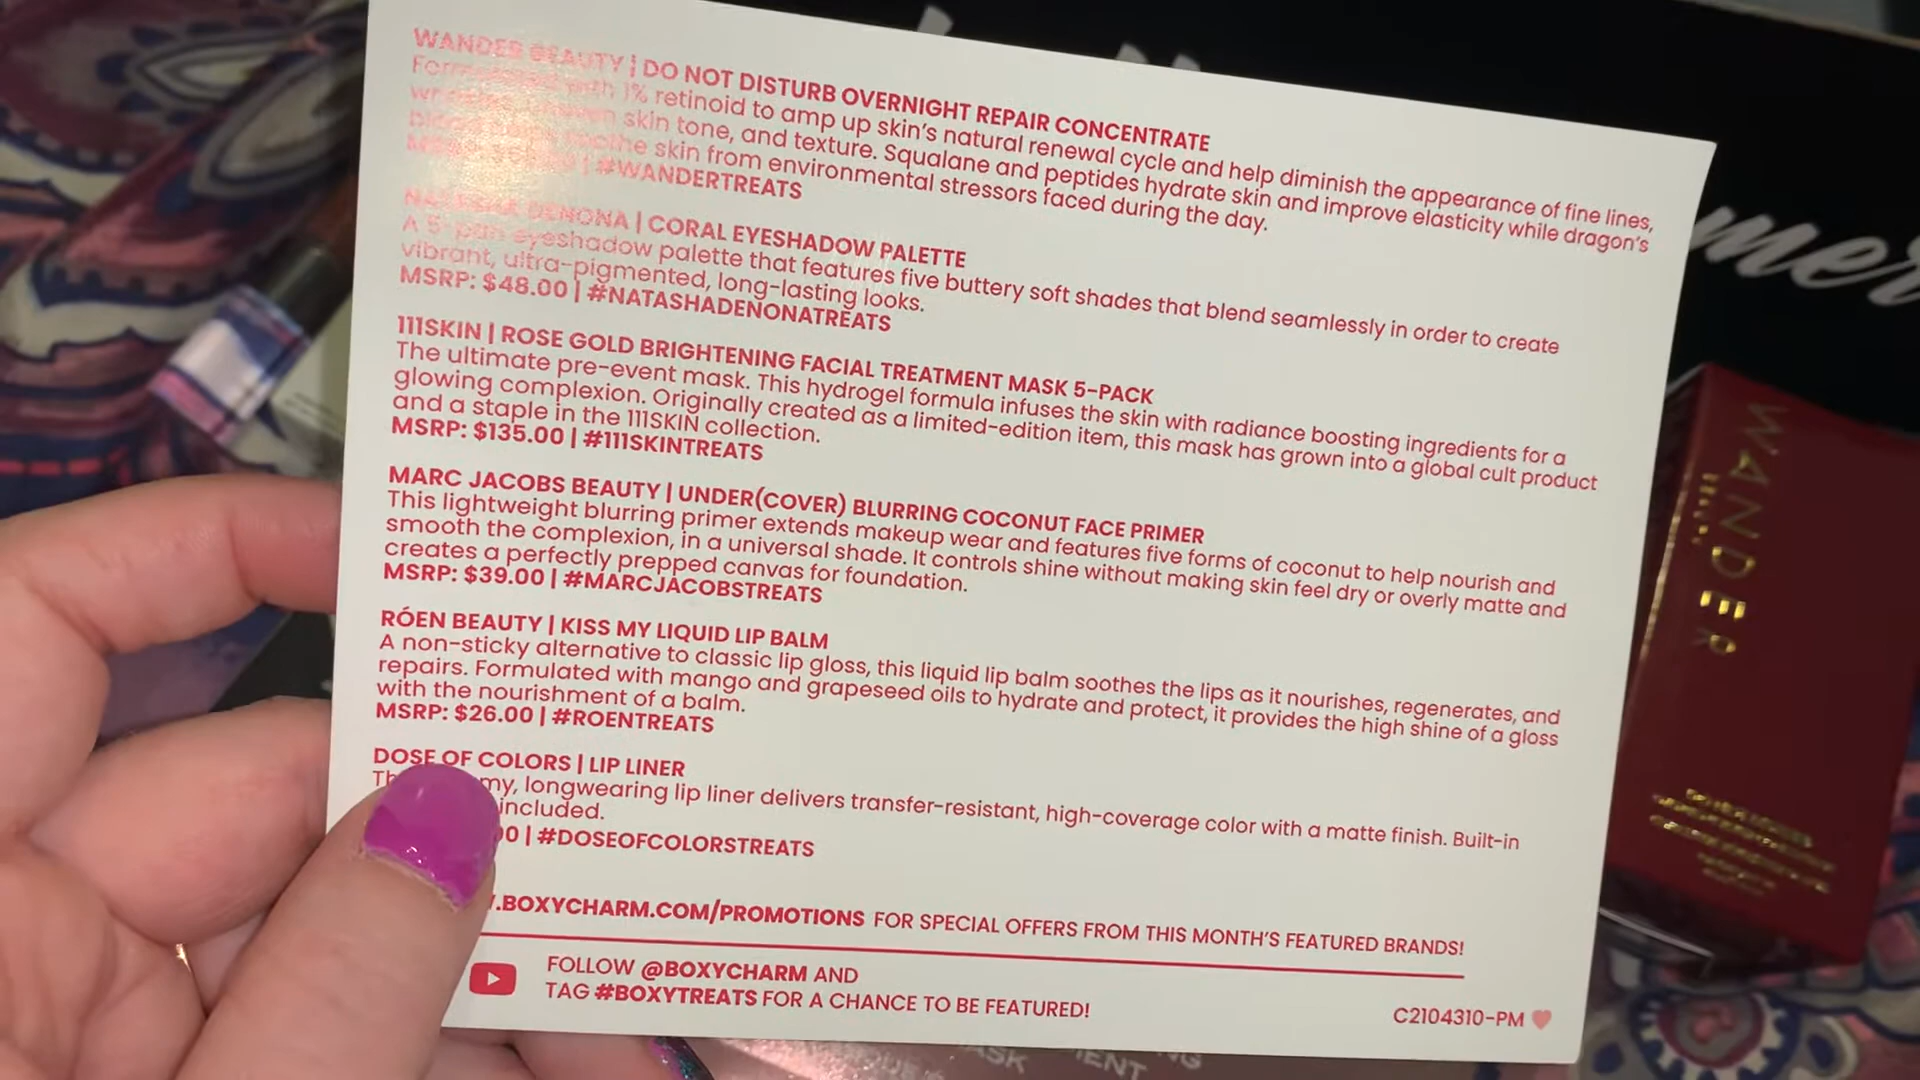 WANDER BEAUTY | DO NOT DISTURB OVERNIGHT REPAIR CONCENTRATE
with 1% retinoid to amp up skin's natural renewal cycle and help diminish the appearance of fine lines,
skin tone, and texture. Squalane and peptides hydrate skin and improve elasticity while dragon's
skin from environmental stressors faced during the day.
| #WANDERTREATS
NATASHA DENONA | CORAL EYESHADOW PALETTE
A 5-pan eyeshadow palette that features five buttery soft shades that blend seamlessly in order to create
vibrant, ultra-pigmented, long-lasting looks.
MSRP: $48.00 | #NATASHADENONATREATS
111SKIN | ROSE GOLD BRIGHTENING FACIAL TREATMENT MASK 5-PACK
The ultimate pre-event mask. This hydrogel formula infuses the skin with radiance boosting ingredients for a
glowing complexion. Originally created as a limited-edition item, this mask has grown into a global cult product
and a staple in the 111SKIN collection.
MSRP: $135.00 | #111SKINTREATS
MARC JACOBS BEAUTY | UNDER(COVER) BLURRING COCONUT FACE PRIMER
This lightweight blurring primer extends makeup wear and features five forms of coconut to help nourish and
smooth the complexion, in a universal shade. It controls shine without making skin feel dry or overly matte and
creates a perfectly prepped canvas for foundation.
MSRP: $39.00 | #MARCJACOBSTREATS
RÓEN BEAUTY | KISS MY LIQUID LIP BALM
A non-sticky alternative to classic lip gloss, this liquid lip balm soothes the lips as it nourishes, regenerates, and
repairs. Formulated with mango and grapeseed oils to hydrate and protect, it provides the high shine of a gloss
with the nourishment of a balm.
MSRP: $26.00 | #ROENTREATS
DOSE OF COLORS | LIP LINER
longwearing lip liner delivers transfer-resistant, high-coverage color with a matte finish. Built-in
included.
| #DOSEOFCOLORSTREATS
.BOXYCHARM.COM/PROMOTIONS FOR SPECIAL OFFERS FROM THIS MONTH'S FEATURED BRANDS!
FOLLOW @BOXYCHARM AND
TAG #BOXYTREATS FOR A CHANCE TO BE FEATURED!
C2104310-PM
WANDER